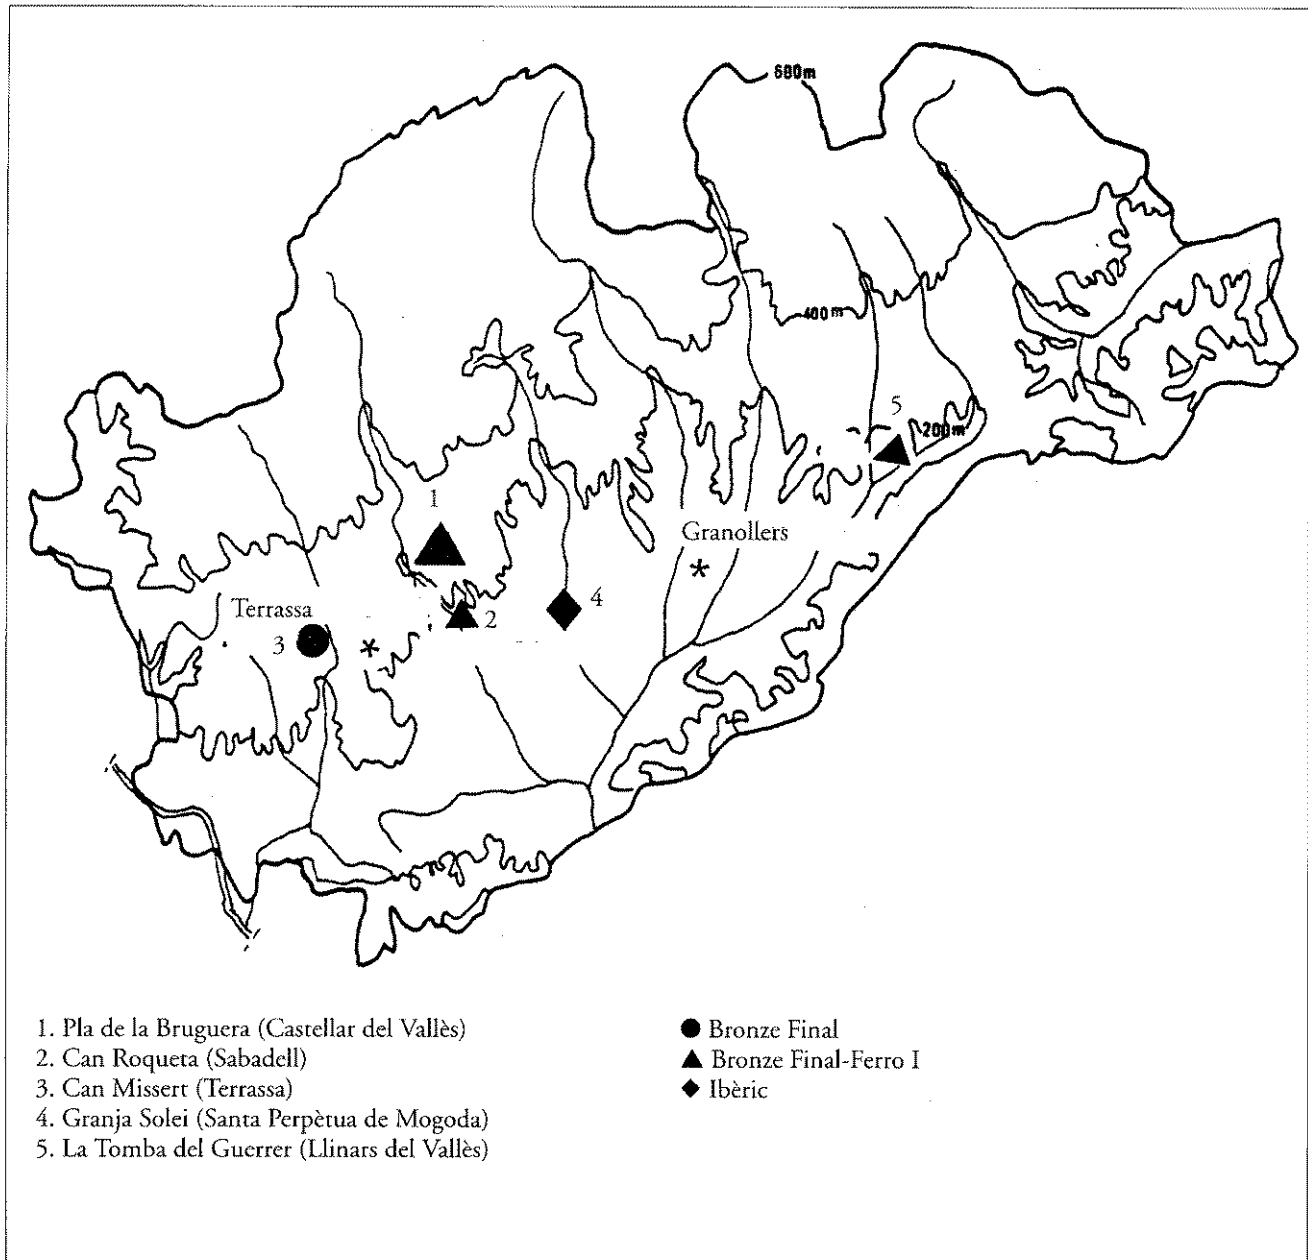 680m
400m
5
200m
1
Granollers
*
Terrassa
4
2
3
*
1. Pla de la Bruguera (Castellar del Vallès)
2. Can Roqueta (Sabadell)
3. Can Missert (Terrassa)
4. Granja Solei (Santa Perpètua de Mogoda)
5. La Tomba del Guerrer (Llinars del Vallès)
● Bronze Final
▲ Bronze Final-Ferro I
◆ Ibèric